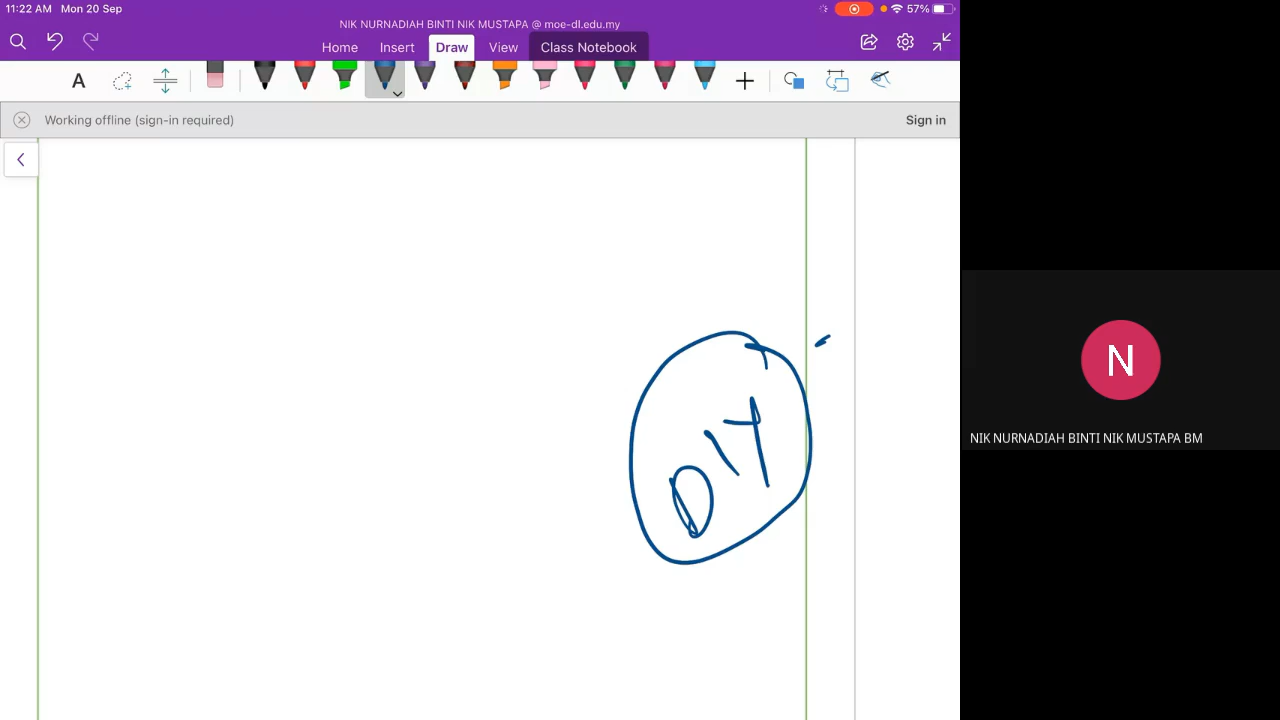 11:22 AM Mon 20 Sep
57%
NIK NURNADIAH BINTI NIK MUSTAPA @ moe-dl.edu.my
Home Insert Draw View Class Notebook
A
Working offline (sign-in required) Sign in
DIY
N
NIK NURNADIAH BINTI NIK MUSTAPA BM